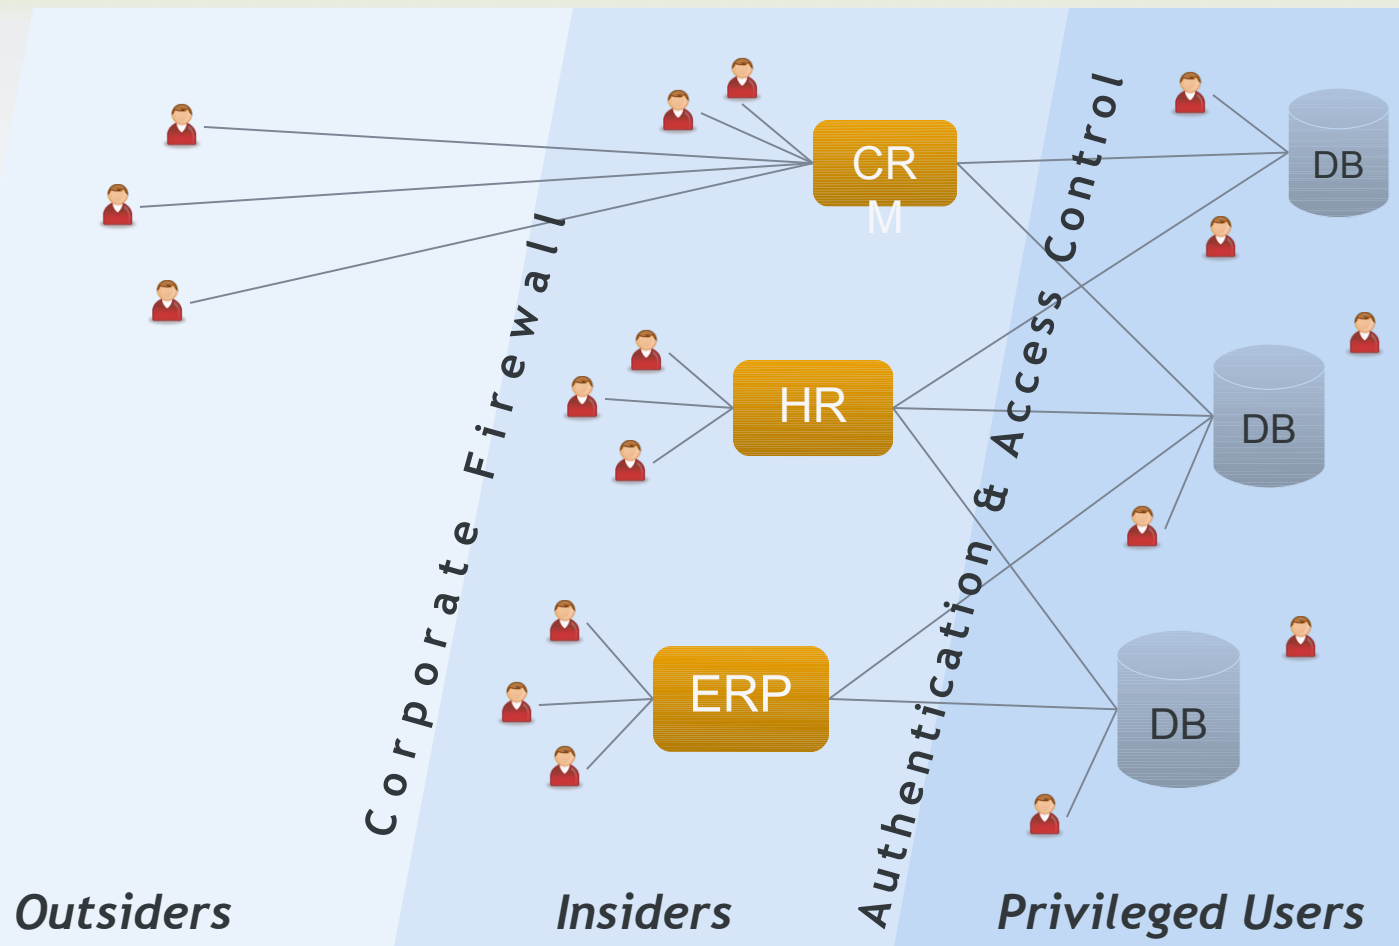 CR
M
DB
HR
DB
ERP
DB
Corporate Firewall
Authentication & Access Control
Outsiders
Insiders
Privileged Users